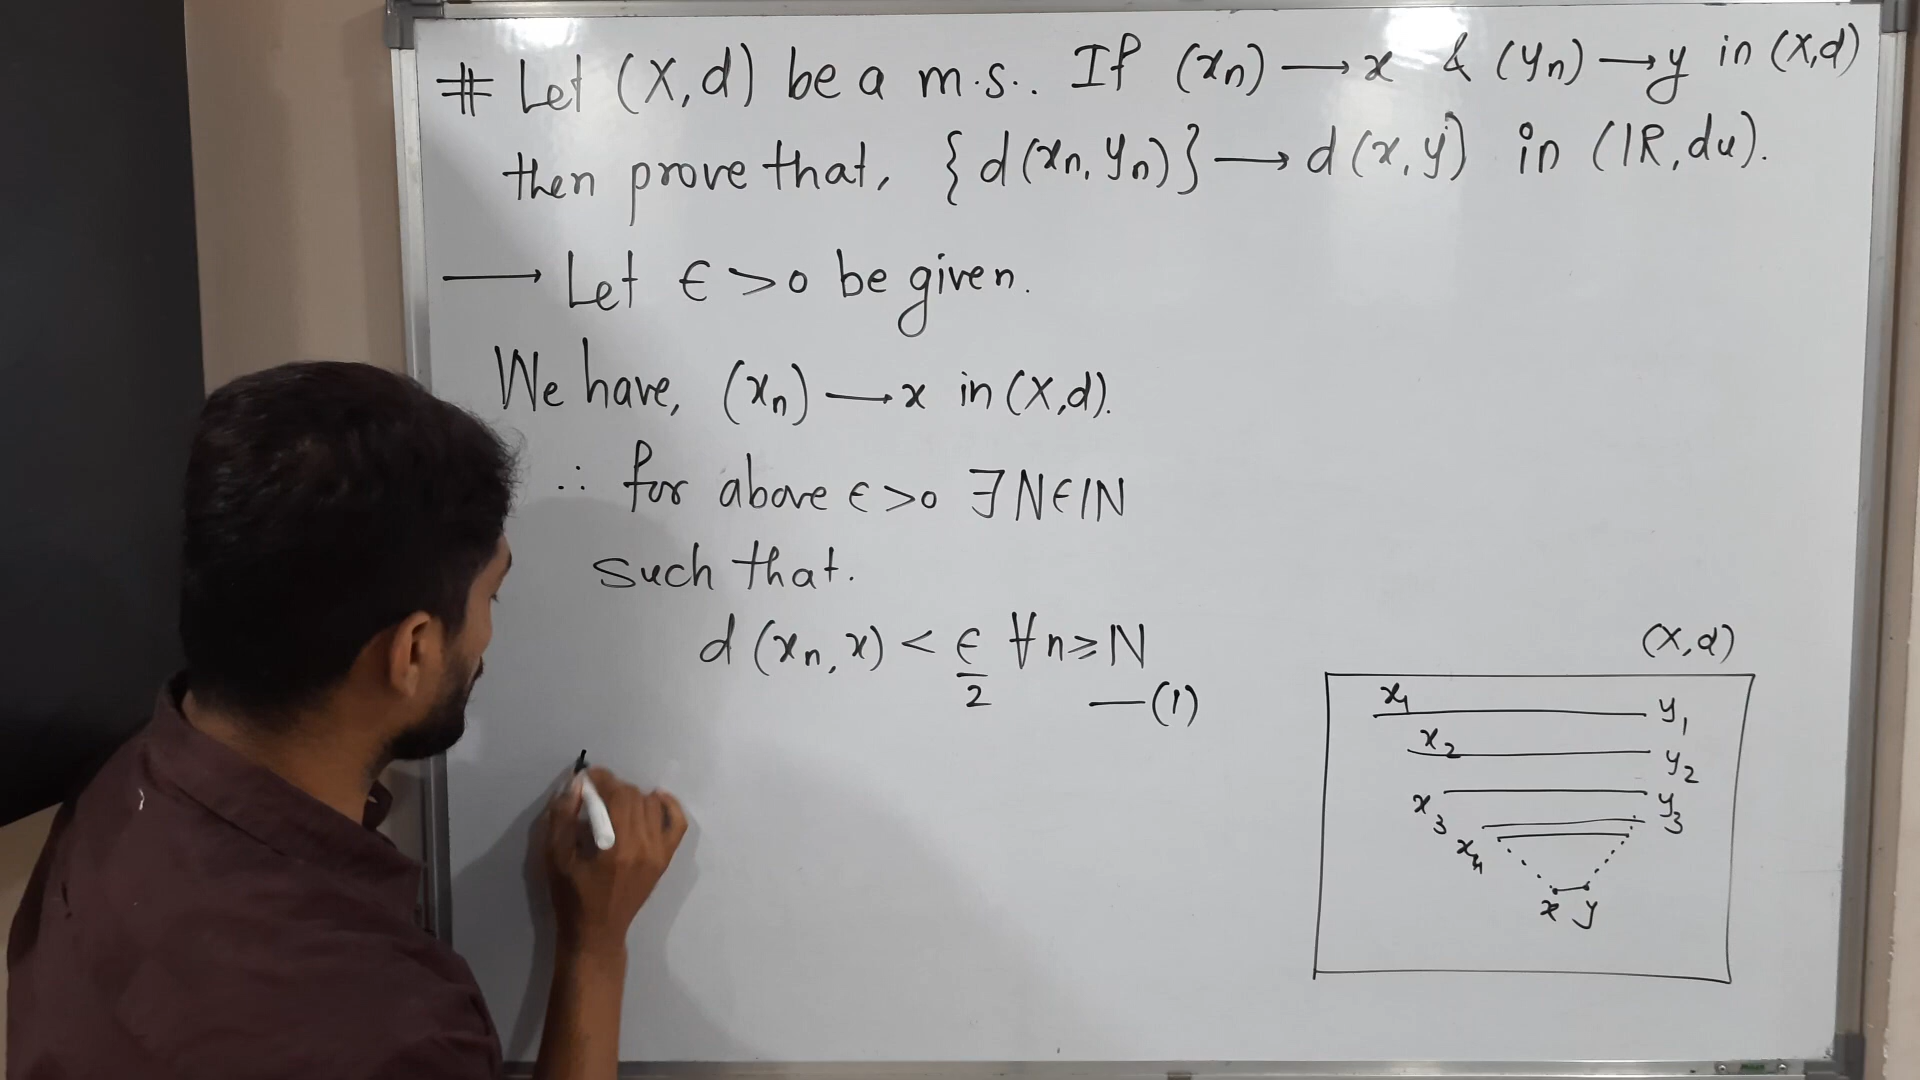 # Let (X,d) be a m.s.. If (xn) → x & (yn) → y in (X,d)
then prove that, {d(xn, yn)} → d(x,y) in (IR, du).
→ Let ϵ > 0 be given.
We have, (xn) → x in (X,d).
∴ for above ϵ > 0 ∃ N ϵ IN
such that.
d (xn, x) < ϵ/2 ∀ n ≥ N
—(1)
(X,d)
x1 y1
x2 y2
x3 y3
x4
x y